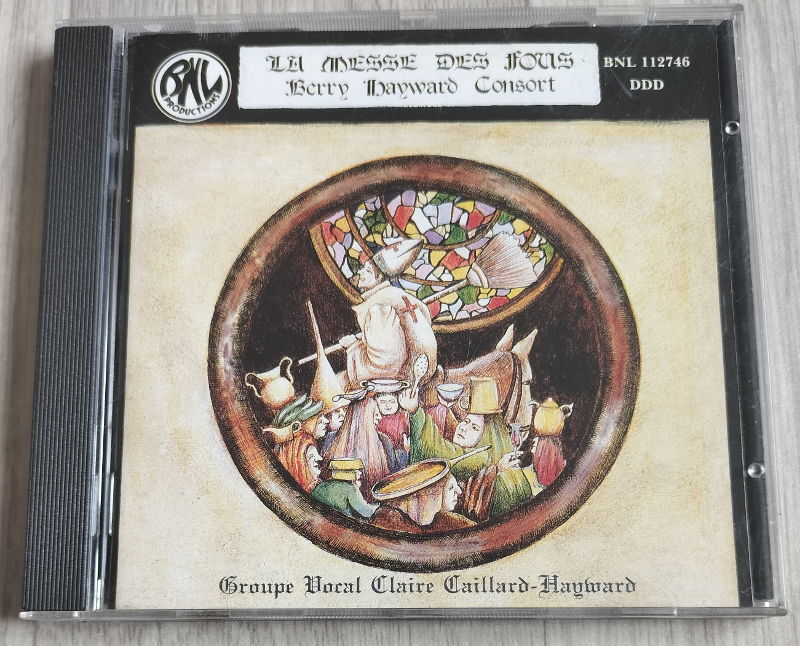 BNL
PRODUCTIONS
LA MESSE DES FOUS
Berry Hayward Consort
BNL 112746
DDD
Groupe Vocal Claire Caillard-Hayward